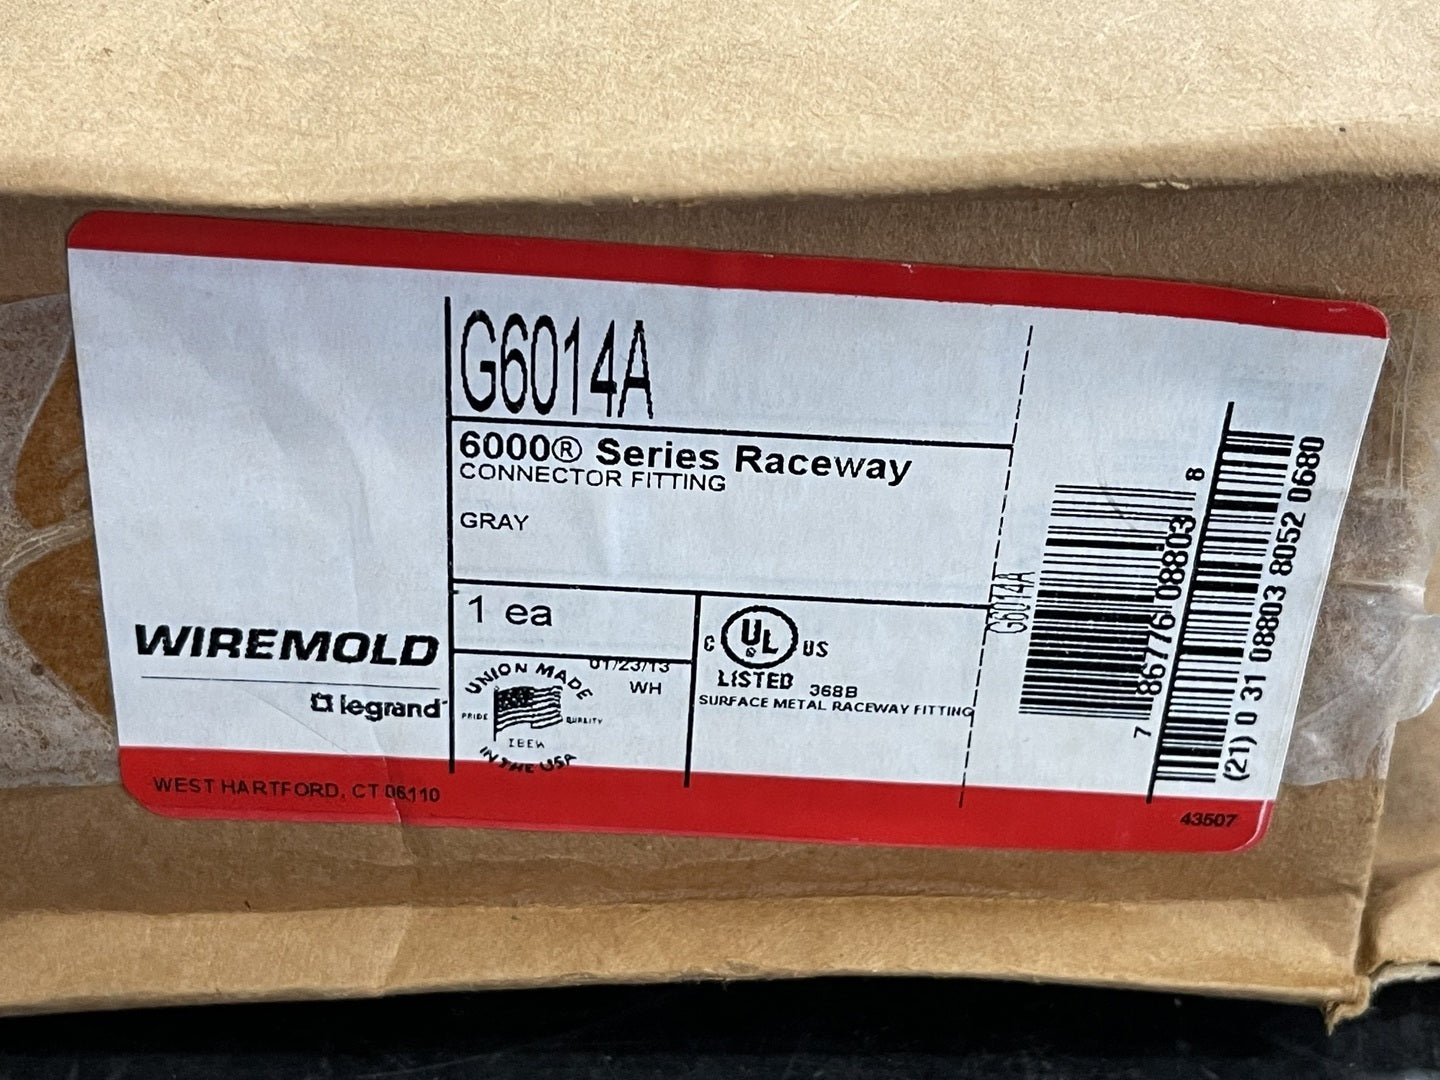 G6014A
6000® Series Raceway
CONNECTOR FITTING
GRAY
1 ea
WIREMOLD
legrand
01/23/13
WH
UNION MADE
PRIDE
QUALITY
IBEW
IN THE USA
C UL US
LISTED 368B
SURFACE METAL RACEWAY FITTING
WEST HARTFORD, CT 06110
G6014A
7 86776 08803 8
(21) 0 31 08803 8052 0680
43507